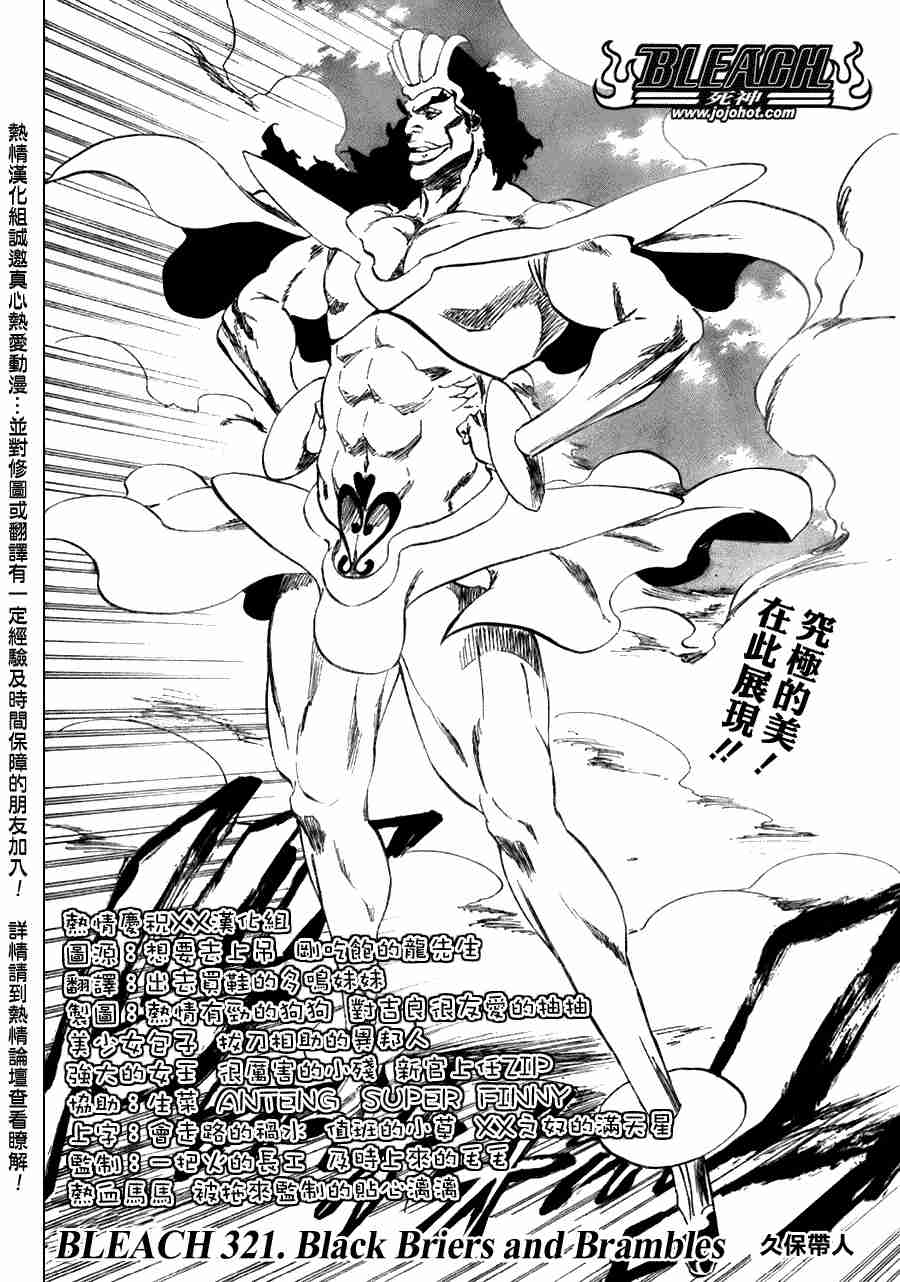 BLEACH
死神
www.jojohot.com
熱情漢化組誠邀真心熱愛動漫…並對修圖或翻譯有一定經驗及時間保障的朋友加入！ 詳情請到熱情論壇查看瞭解！
究極的美！
在此展現!!
熱情慶祝XX漢化組
圖源：想要去上吊 剛吃飽的龍先生
翻譯：出去買鞋的多鳴妹妹
製圖：熱情有勁的狗狗 對吉良很友愛的抽抽
美少女包子 拔刀相助的異邦人
強大的女王 很厲害的小殘 新官上任ZIP
協助：生菜 ANTENG SUPER FINNY
上字：會走路的禍水 值班的小草 XX之奴的滿天星
監制：一把火的長工 及時上來的毛毛
熱血馬馬 被拖來監制的貼心漓漓
BLEACH 321. Black Briers and Brambles
久保帶人